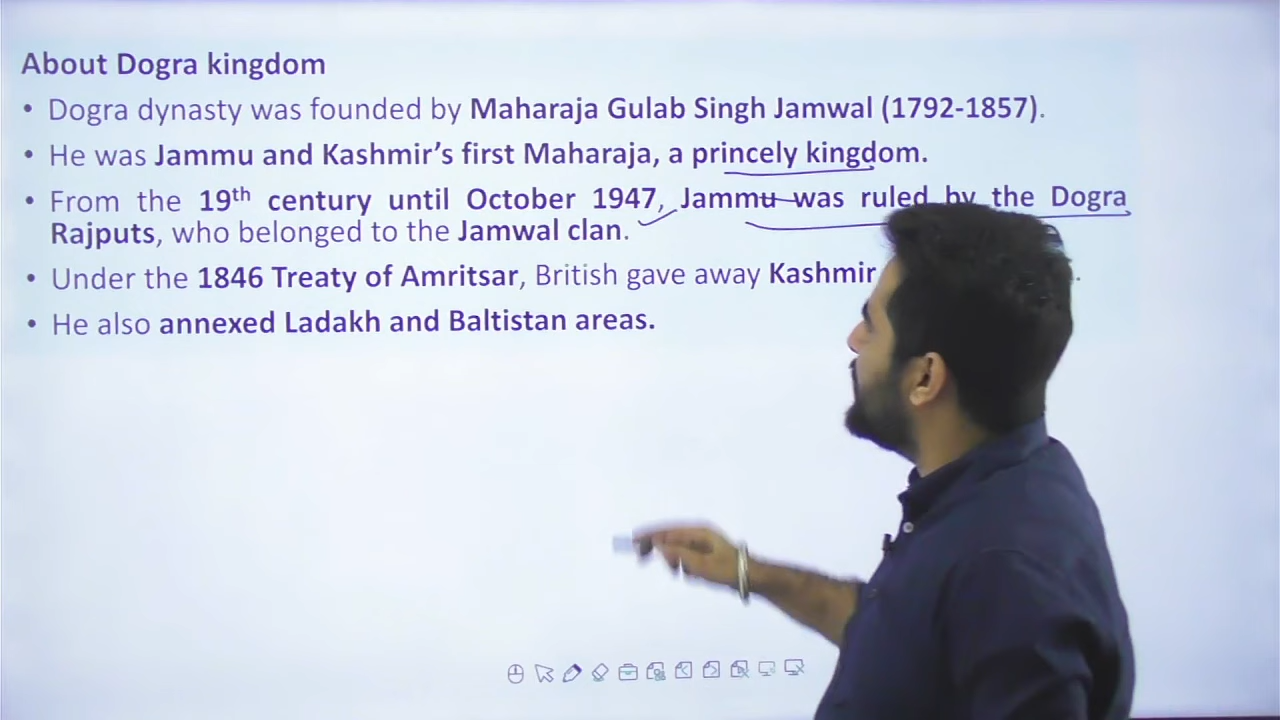 About Dogra kingdom
• Dogra dynasty was founded by Maharaja Gulab Singh Jamwal (1792-1857).
• He was Jammu and Kashmir’s first Maharaja, a princely kingdom.
• From the 19th century until October 1947, Jammu was ruled by the Dogra
Rajputs, who belonged to the Jamwal clan.
• Under the 1846 Treaty of Amritsar, British gave away Kashmir
• He also annexed Ladakh and Baltistan areas.